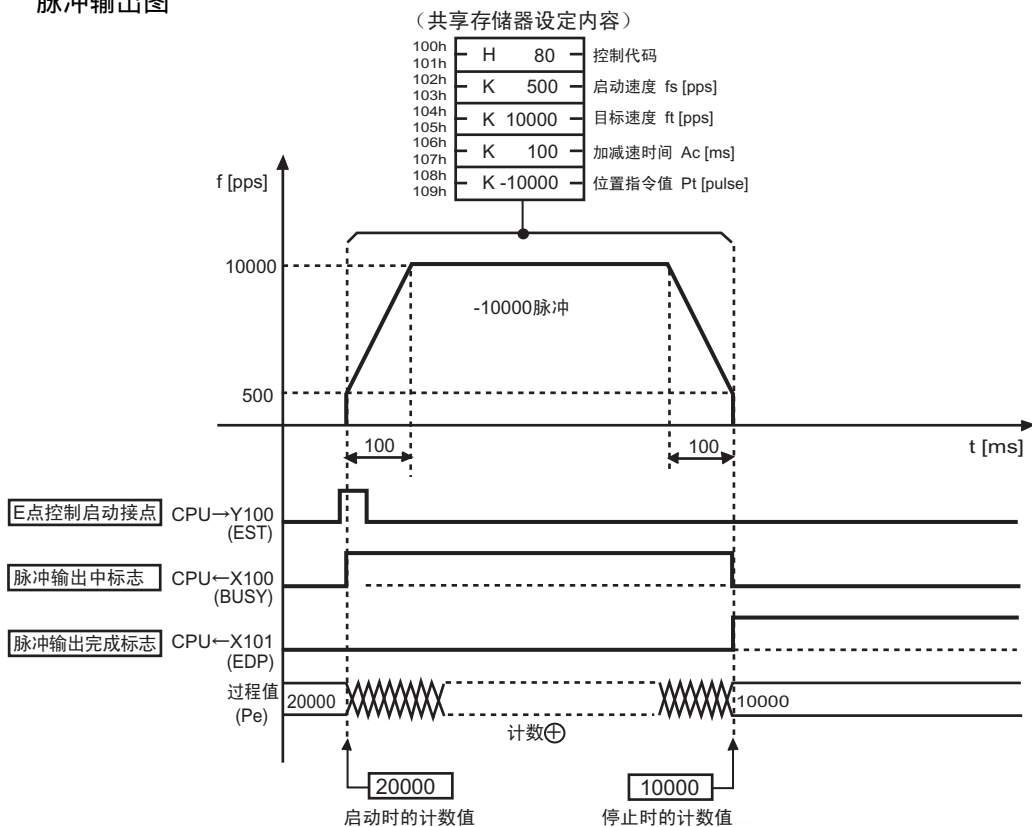 脉冲输出图
（共享存储器设定内容）
100h
101h
H 80 控制代码
102h
103h
K 500 启动速度 fs [pps]
104h
105h
K 10000 目标速度 ft [pps]
106h
107h
K 100 加减速时间 Ac [ms]
108h
109h
K -10000 位置指令值 Pt [pulse]
f [pps]
10000
-10000脉冲
500
100
100
t [ms]
E点控制启动接点 CPU→Y100
(EST)
脉冲输出中标志 CPU←X100
(BUSY)
脉冲输出完成标志 CPU←X101
(EDP)
过程值
(Pe)
20000
10000
计数⊕
20000
10000
启动时的计数值
停止时的计数值